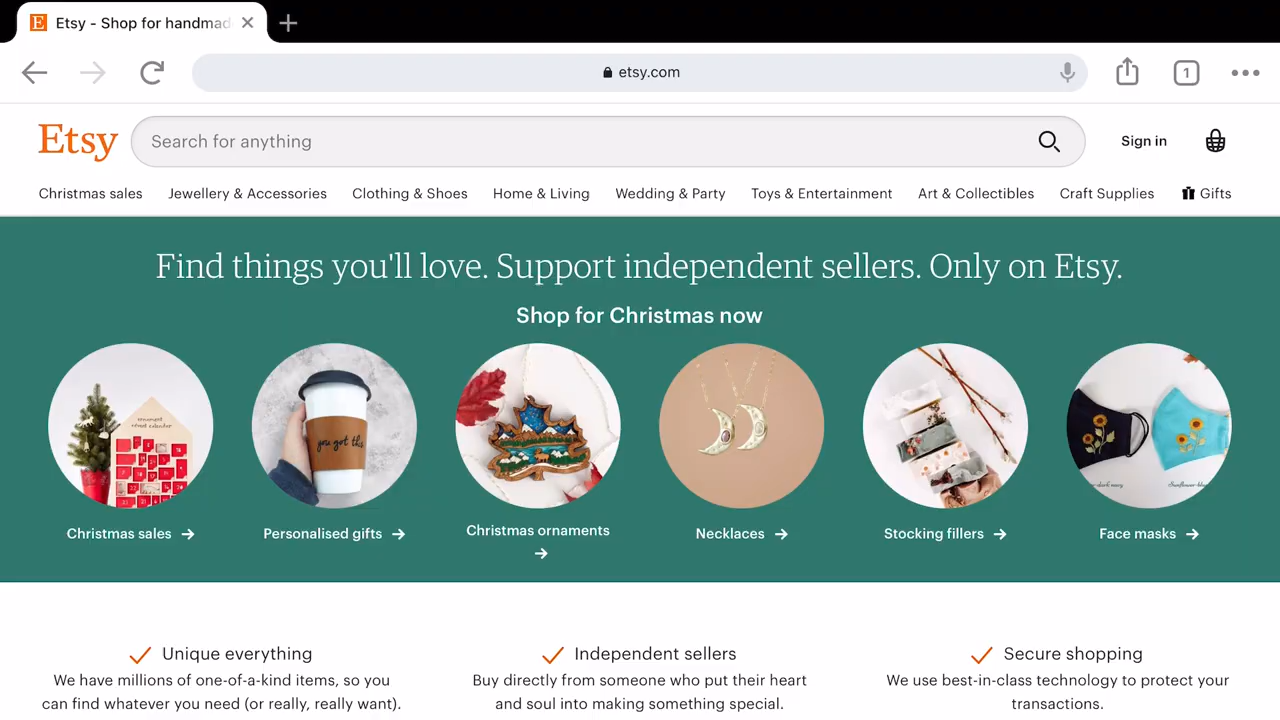 Etsy - Shop for handmad
etsy.com
1
Etsy
Search for anything
Sign in
Christmas sales
Jewellery & Accessories
Clothing & Shoes
Home & Living
Wedding & Party
Toys & Entertainment
Art & Collectibles
Craft Supplies
Gifts
Find things you'll love. Support independent sellers. Only on Etsy.
Shop for Christmas now
you got this
Christmas sales
Personalised gifts
Christmas ornaments
Necklaces
Stocking fillers
Face masks
Unique everything
We have millions of one-of-a-kind items, so you
can find whatever you need (or really, really want).
Independent sellers
Buy directly from someone who put their heart
and soul into making something special.
Secure shopping
We use best-in-class technology to protect your
transactions.